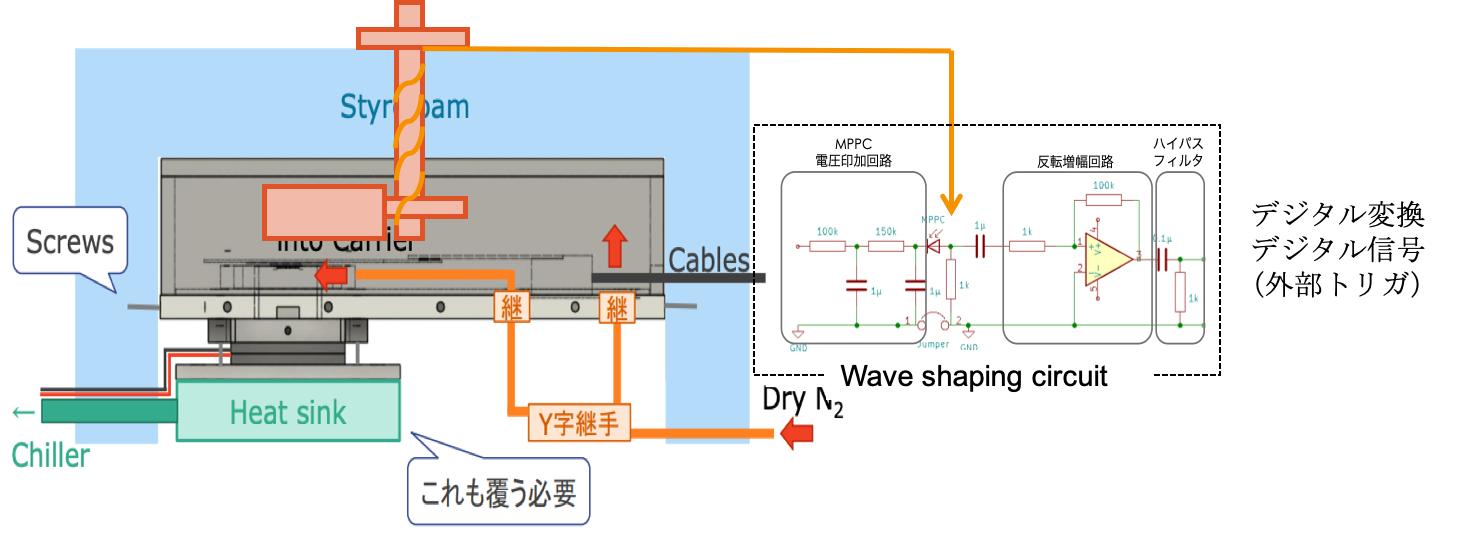 Styrofoam
Screws
into Carrier
Cables
継
継
Heat sink
Y字継手
←
Chiller
これも覆う必要
Dry N₂
MPPC
電圧印加回路
反転増幅回路
ハイパス
フィルタ
100k
MPPC
100k
150k
1μ
1k
0.1μ
4
1
V+
3
2
V-
5
1μ
1μ
1k
1k
1
2
GND
Jumper
GND
Wave shaping circuit
デジタル変換
デジタル信号
（外部トリガ）